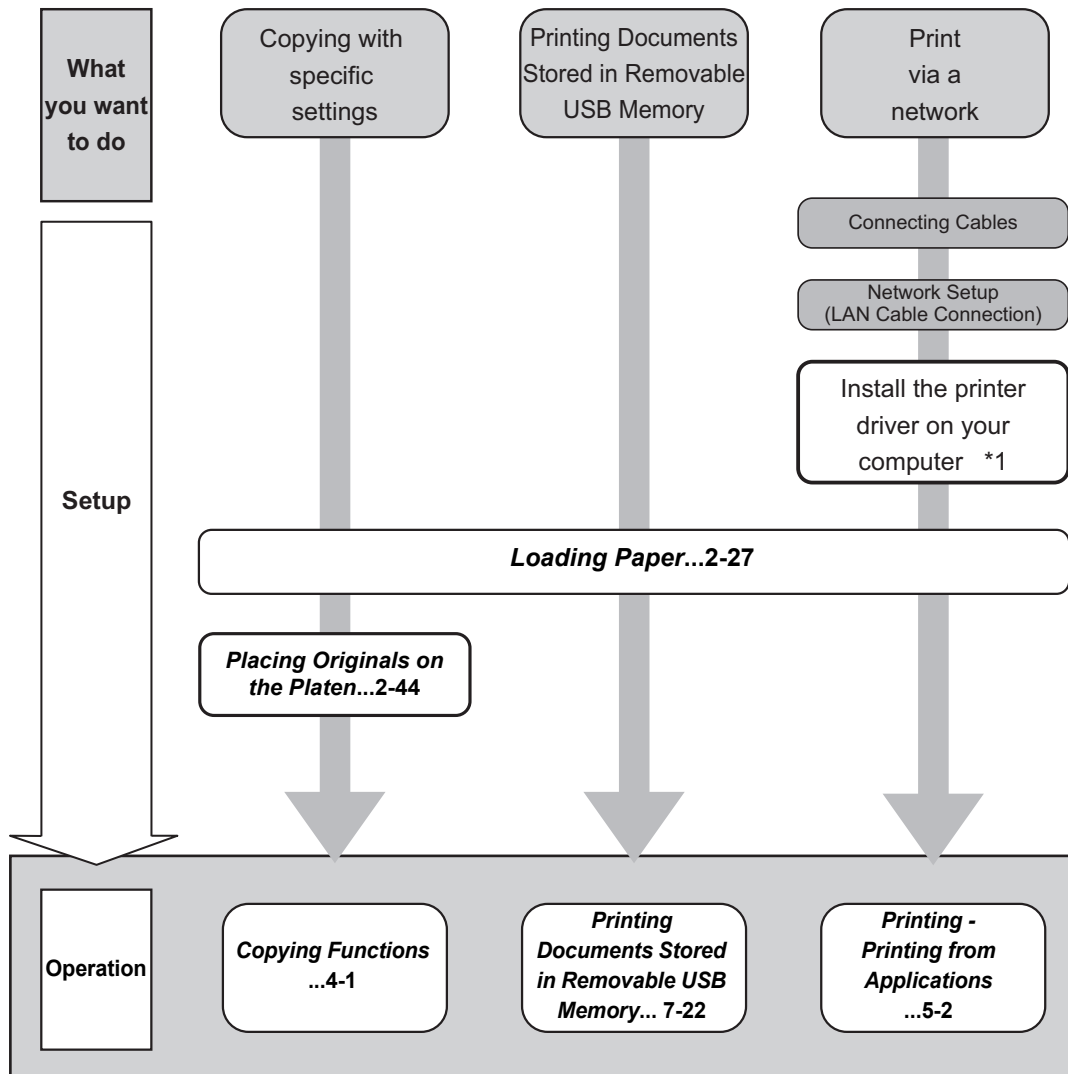 What
you want
to do
Copying with
specific
settings
Printing Documents
Stored in Removable
USB Memory
Print
via a
network
Setup
Connecting Cables
Network Setup
(LAN Cable Connection)
Install the printer
driver on your
computer *1
Loading Paper...2-27
Placing Originals on
the Platen...2-44
Operation
Copying Functions
...4-1
Printing
Documents Stored
in Removable USB
Memory... 7-22
Printing -
Printing from
Applications
...5-2